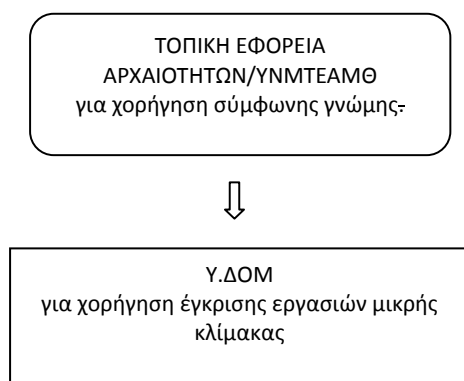 ΤΟΠΙΚΗ ΕΦΟΡΕΙΑ
ΑΡΧΑΙΟΤΗΤΩΝ/ΥΝΜΤΕΑΜΘ
για χορήγηση σύμφωνης γνώμης.
Υ.ΔΟΜ
για χορήγηση έγκρισης εργασιών μικρής
κλίμακας